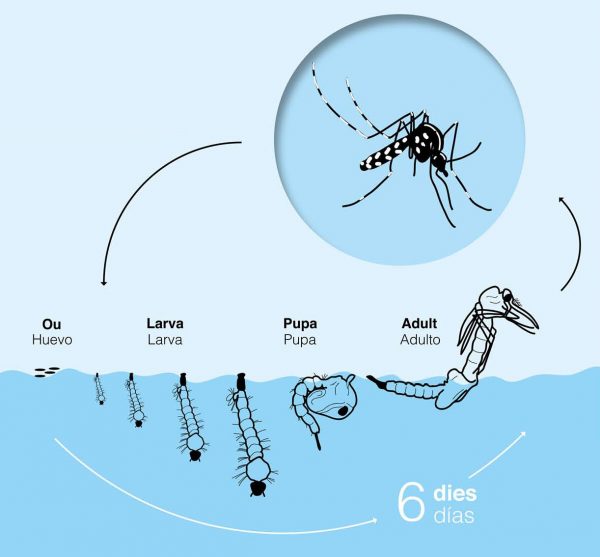 Ou
Huevo
Larva
Larva
Pupa
Pupa
Adult
Adulto
6 dies
días